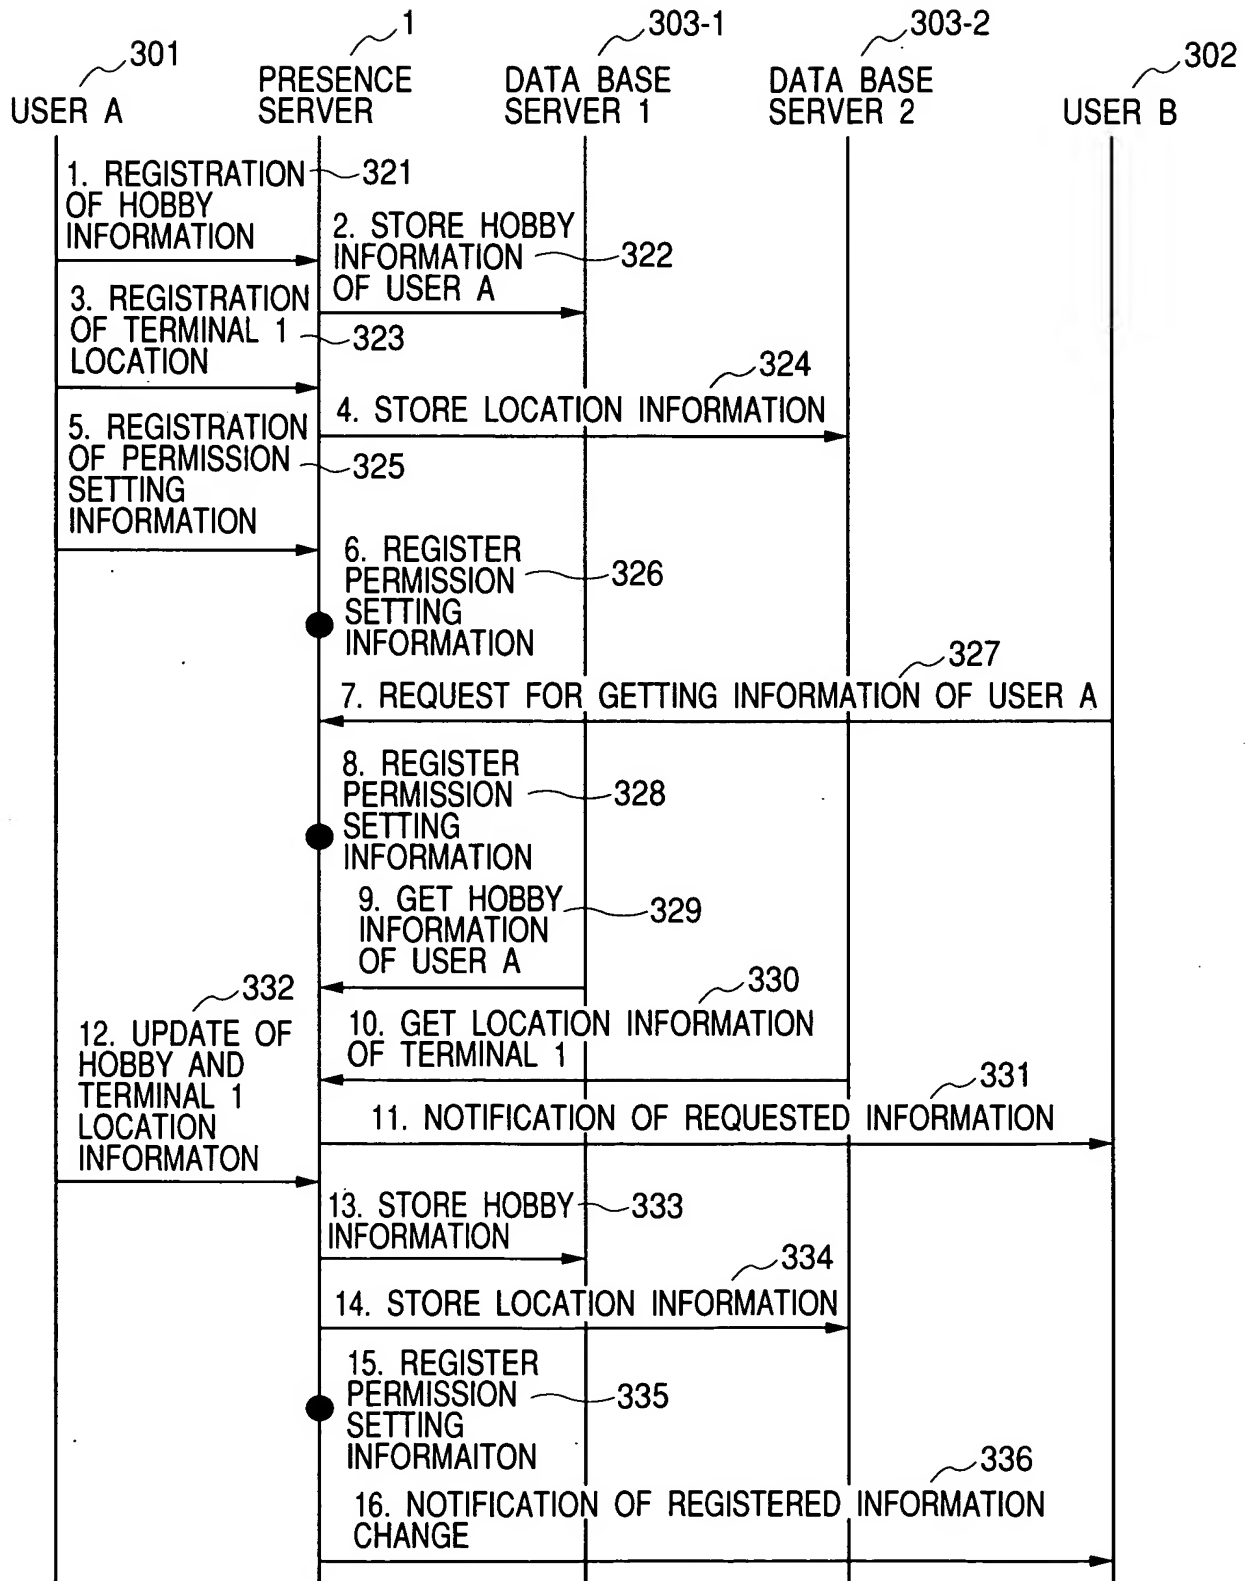 301
1
303-1
303-2
302
USER A
PRESENCE
SERVER
DATA BASE
SERVER 1
DATA BASE
SERVER 2
USER B
1. REGISTRATION
OF HOBBY
INFORMATION
321
2. STORE HOBBY
INFORMATION
OF USER A
322
3. REGISTRATION
OF TERMINAL 1
LOCATION
323
324
4. STORE LOCATION INFORMATION
5. REGISTRATION
OF PERMISSION
SETTING
INFORMATION
325
6. REGISTER
PERMISSION
SETTING
INFORMATION
326
327
7. REQUEST FOR GETTING INFORMATION OF USER A
8. REGISTER
PERMISSION
SETTING
INFORMATION
328
9. GET HOBBY
INFORMATION
OF USER A
329
330
10. GET LOCATION INFORMATION
OF TERMINAL 1
331
11. NOTIFICATION OF REQUESTED INFORMATION
332
12. UPDATE OF
HOBBY AND
TERMINAL 1
LOCATION
INFORMATON
13. STORE HOBBY
INFORMATION
333
334
14. STORE LOCATION INFORMATION
15. REGISTER
PERMISSION
SETTING
INFORMAITON
335
336
16. NOTIFICATION OF REGISTERED INFORMATION
CHANGE